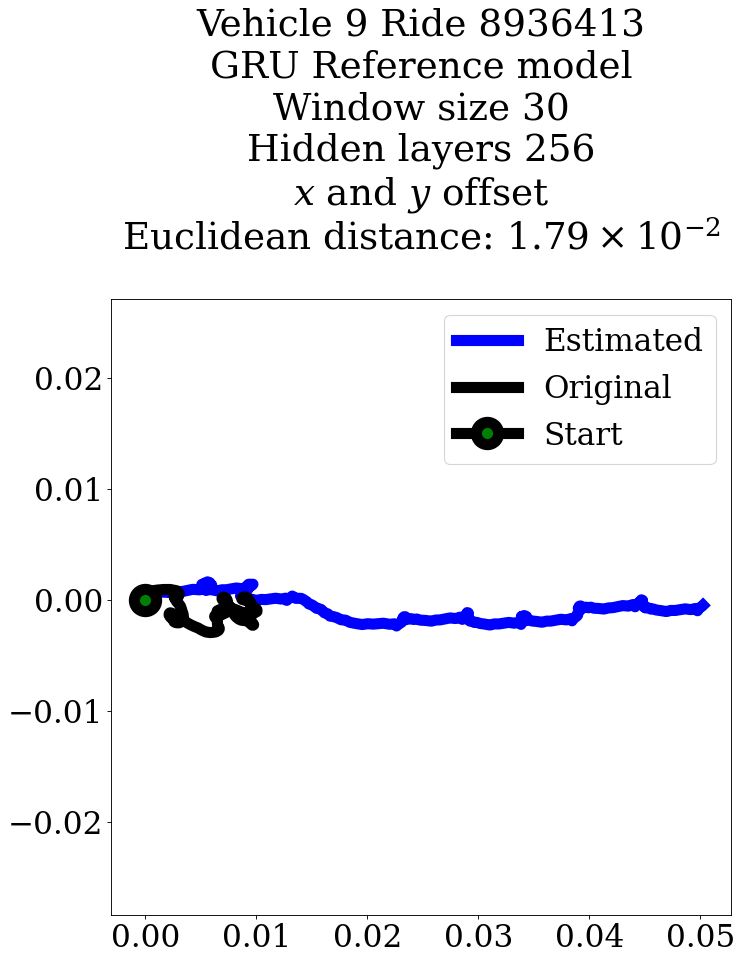 Vehicle 9 Ride 8936413
GRU Reference model
Window size 30
Hidden layers 256
x and y offset
Euclidean distance: 1.79 × 10⁻²
Estimated
Original
Start
0.02
0.01
0.00
−0.01
−0.02
0.00 0.01 0.02 0.03 0.04 0.05